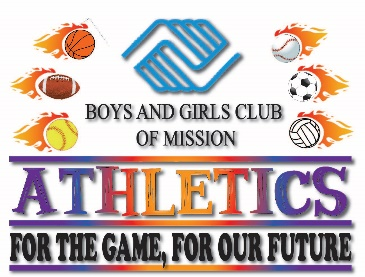 BOYS AND GIRLS CLUB
OF MISSION
ATHLETICS
FOR THE GAME, FOR OUR FUTURE